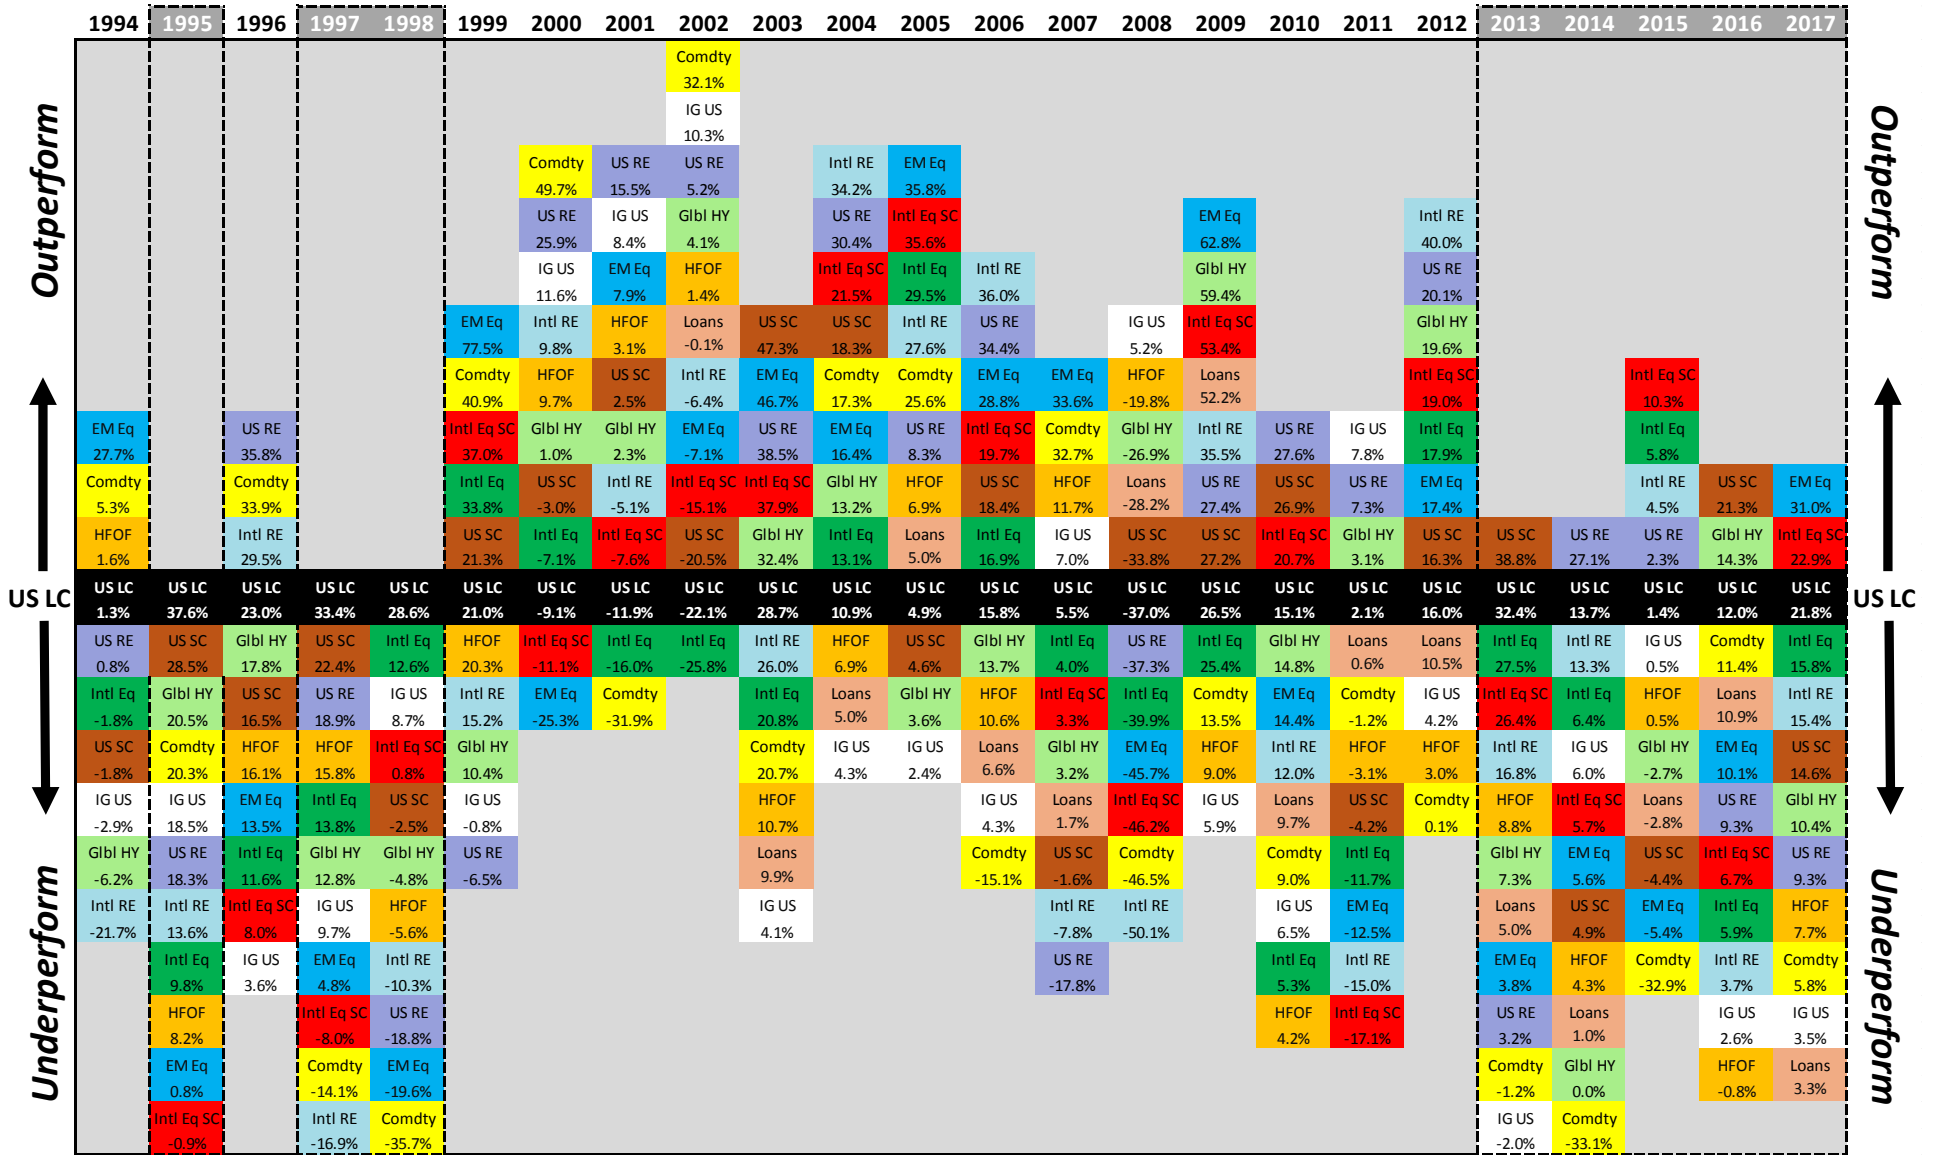 1994 1995 1996 1997 1998 1999 2000 2001 2002 2003 2004 2005 2006 2007 2008 2009 2010 2011 2012 2013 2014 2015 2016 2017
Comdty
32.1%
IG US
10.3%
Comdty US RE US RE Intl RE EM Eq
49.7% 15.5% 5.2% 34.2% 35.8%
US RE IG US Glbl HY US RE Intl Eq SC EM Eq Intl RE
25.9% 8.4% 4.1% 30.4% 35.6% 62.8% 40.0%
IG US EM Eq HFOF Intl Eq SC Intl Eq Intl RE Glbl HY US RE
11.6% 7.9% 1.4% 21.5% 29.5% 36.0% 59.4% 20.1%
EM Eq Intl RE HFOF Loans US SC US SC Intl RE US RE IG US Intl Eq SC Glbl HY
77.5% 9.8% 3.1% -0.1% 47.3% 18.3% 27.6% 34.4% 5.2% 53.4% 19.6%
Comdty HFOF US SC Intl RE EM Eq Comdty Comdty EM Eq EM Eq HFOF Loans Intl Eq SC Intl Eq SC
40.9% 9.7% 2.5% -6.4% 46.7% 17.3% 25.6% 28.8% 33.6% -19.8% 52.2% 19.0% 10.3%
EM Eq US RE Intl Eq SC Glbl HY Glbl HY EM Eq US RE EM Eq US RE Intl Eq SC Comdty Glbl HY Intl RE US RE IG US Intl Eq Intl Eq
27.7% 35.8% 37.0% 1.0% 2.3% -7.1% 38.5% 16.4% 8.3% 19.7% 32.7% -26.9% 35.5% 27.6% 7.8% 17.9% 5.8%
Comdty Comdty Intl Eq US SC Intl RE Intl Eq SC Intl Eq SC Glbl HY HFOF US SC HFOF Loans US RE US SC US RE EM Eq Intl RE US SC EM Eq
5.3% 33.9% 33.8% -3.0% -5.1% -15.1% 37.9% 13.2% 6.9% 18.4% 11.7% -28.2% 27.4% 26.9% 7.3% 17.4% 4.5% 21.3% 31.0%
HFOF Intl RE US SC Intl Eq Intl Eq SC US SC Glbl HY Intl Eq Loans Intl Eq IG US US SC US SC Intl Eq SC Glbl HY US SC US SC US RE US RE Glbl HY Intl Eq SC
1.6% 29.5% 21.3% -7.1% -7.6% -20.5% 32.4% 13.1% 5.0% 16.9% 7.0% -33.8% 27.2% 20.7% 3.1% 16.3% 38.8% 27.1% 2.3% 14.3% 22.9%
Outperform
Outperform
US LC
US LC US LC US LC US LC US LC US LC US LC US LC US LC US LC US LC US LC US LC US LC US LC US LC US LC US LC US LC US LC US LC US LC US LC US LC
1.3% 37.6% 23.0% 33.4% 28.6% 21.0% -9.1% -11.9% -22.1% 28.7% 10.9% 4.9% 15.8% 5.5% -37.0% 26.5% 15.1% 2.1% 16.0% 32.4% 13.7% 1.4% 12.0% 21.8%
US LC
US RE US SC Glbl HY US SC Intl Eq HFOF Intl Eq SC Intl Eq Intl Eq Intl RE HFOF US SC Glbl HY Intl Eq US RE Intl Eq Glbl HY Loans Loans Intl Eq Intl RE IG US Comdty Intl Eq
0.8% 28.5% 17.8% 22.4% 12.6% 20.3% -11.1% -16.0% -25.8% 26.0% 6.9% 4.6% 13.7% 4.0% -37.3% 25.4% 14.8% 0.6% 10.5% 27.5% 13.3% 0.5% 11.4% 15.8%
Intl Eq Glbl HY US SC US RE IG US Intl RE EM Eq Comdty Intl Eq Loans Glbl HY HFOF Intl Eq SC Intl Eq Comdty EM Eq Comdty IG US Intl Eq SC Intl Eq HFOF Loans Intl RE
-1.8% 20.5% 16.5% 18.9% 8.7% 15.2% -25.3% -31.9% 20.8% 5.0% 3.6% 10.6% 3.3% -39.9% 13.5% 14.4% -1.2% 4.2% 26.4% 6.4% 0.5% 10.9% 15.4%
US SC Comdty HFOF HFOF Intl Eq SC Glbl HY Comdty IG US IG US Loans Glbl HY EM Eq HFOF Intl RE HFOF HFOF Intl RE IG US Glbl HY EM Eq US SC
-1.8% 20.3% 16.1% 15.8% 0.8% 10.4% 20.7% 4.3% 2.4% 6.6% 3.2% -45.7% 9.0% 12.0% -3.1% 3.0% 16.8% 6.0% -2.7% 10.1% 14.6%
IG US IG US EM Eq Intl Eq US SC IG US HFOF IG US Loans Intl Eq SC IG US Loans US SC Comdty HFOF Intl Eq SC Loans US RE Glbl HY
-2.9% 18.5% 13.5% 13.8% -2.5% -0.8% 10.7% 4.3% 1.7% -46.2% 5.9% 9.7% -4.2% 0.1% 8.8% 5.7% -2.8% 9.3% 10.4%
Glbl HY US RE Intl Eq Glbl HY Glbl HY US RE Loans Comdty US SC Comdty Comdty Intl Eq Glbl HY EM Eq US SC Intl Eq SC US RE
-6.2% 18.3% 11.6% 12.8% -4.8% -6.5% 9.9% -15.1% -1.6% -46.5% 9.0% -11.7% 7.3% 5.6% -4.4% 6.7% 9.3%
Intl RE Intl RE Intl Eq SC IG US HFOF IG US Intl RE Intl RE IG US EM Eq Loans US SC EM Eq Intl Eq HFOF
-21.7% 13.6% 8.0% 9.7% -5.6% 4.1% -7.8% -50.1% 6.5% -12.5% 5.0% 4.9% -5.4% 5.9% 7.7%
Intl Eq IG US EM Eq Intl RE US RE Intl Eq Intl RE EM Eq HFOF Comdty Intl RE Comdty
9.8% 3.6% 4.8% -10.3% -17.8% 5.3% -15.0% 3.8% 4.3% -32.9% 3.7% 5.8%
HFOF Intl Eq SC US RE HFOF Intl Eq SC US RE Loans IG US IG US
8.2% -8.0% -18.8% 4.2% -17.1% 3.2% 1.0% 2.6% 3.5%
EM Eq Comdty EM Eq Comdty Glbl HY HFOF Loans
0.8% -14.1% -19.6% -1.2% 0.0% -0.8% 3.3%
Intl Eq SC Intl RE Comdty IG US Comdty
-0.9% -16.9% -35.7% -2.0% -33.1%
Underperform
Underperform